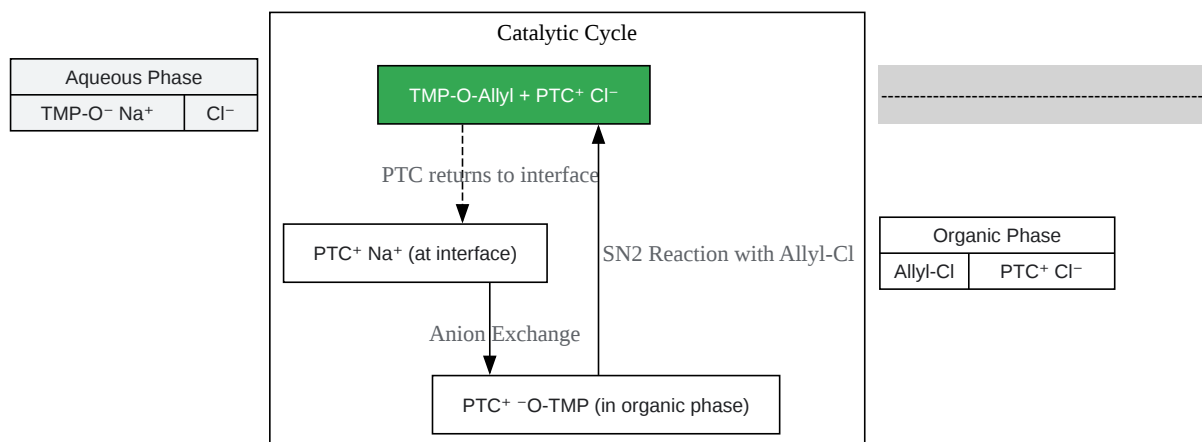 Catalytic Cycle
Aqueous Phase
TMP-O⁻ Na⁺
Cl⁻
TMP-O-Allyl + PTC⁺ Cl⁻
PTC returns to interface
PTC⁺ Na⁺ (at interface)
SN2 Reaction with Allyl-Cl
Organic Phase
Allyl-Cl
PTC⁺ Cl⁻
Anion Exchange
PTC⁺ ⁻O-TMP (in organic phase)